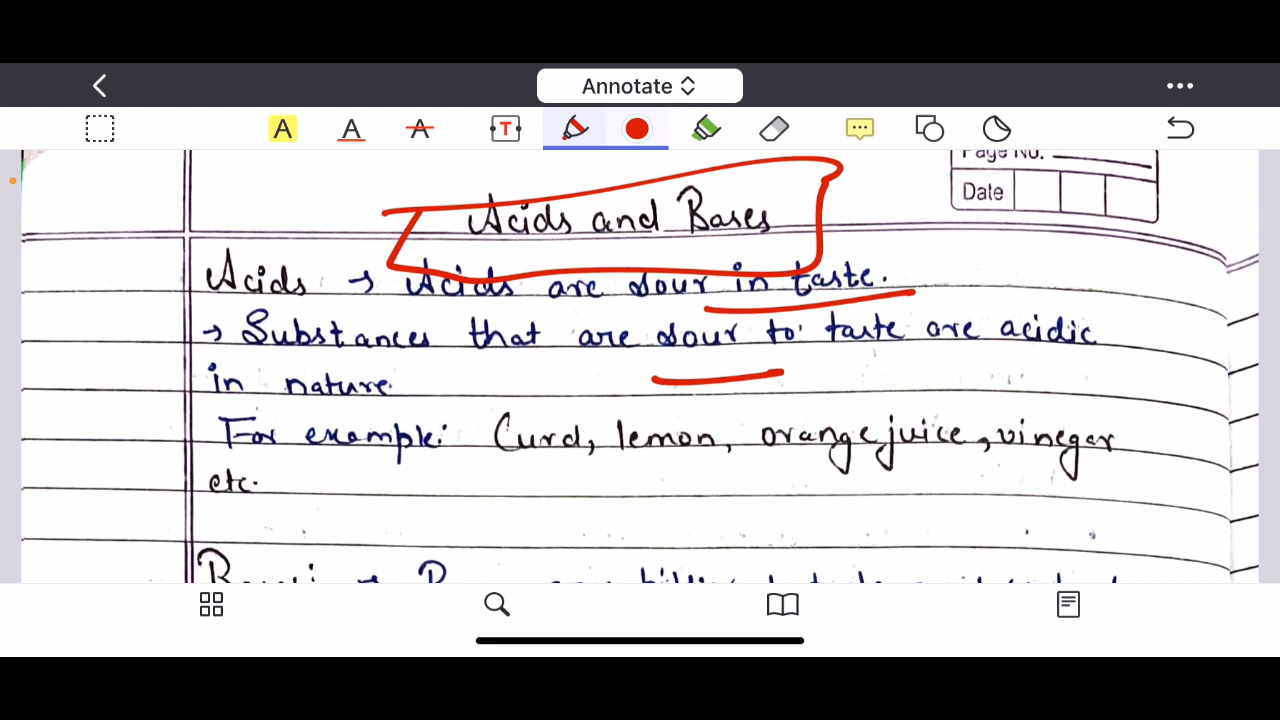 Annotate
Page No.
Date
Acids and Bases
Acids → Acids are sour in taste.
→ Substances that are sour to taste are acidic
in nature.
For example: Curd, lemon, orange juice, vinegar
etc.